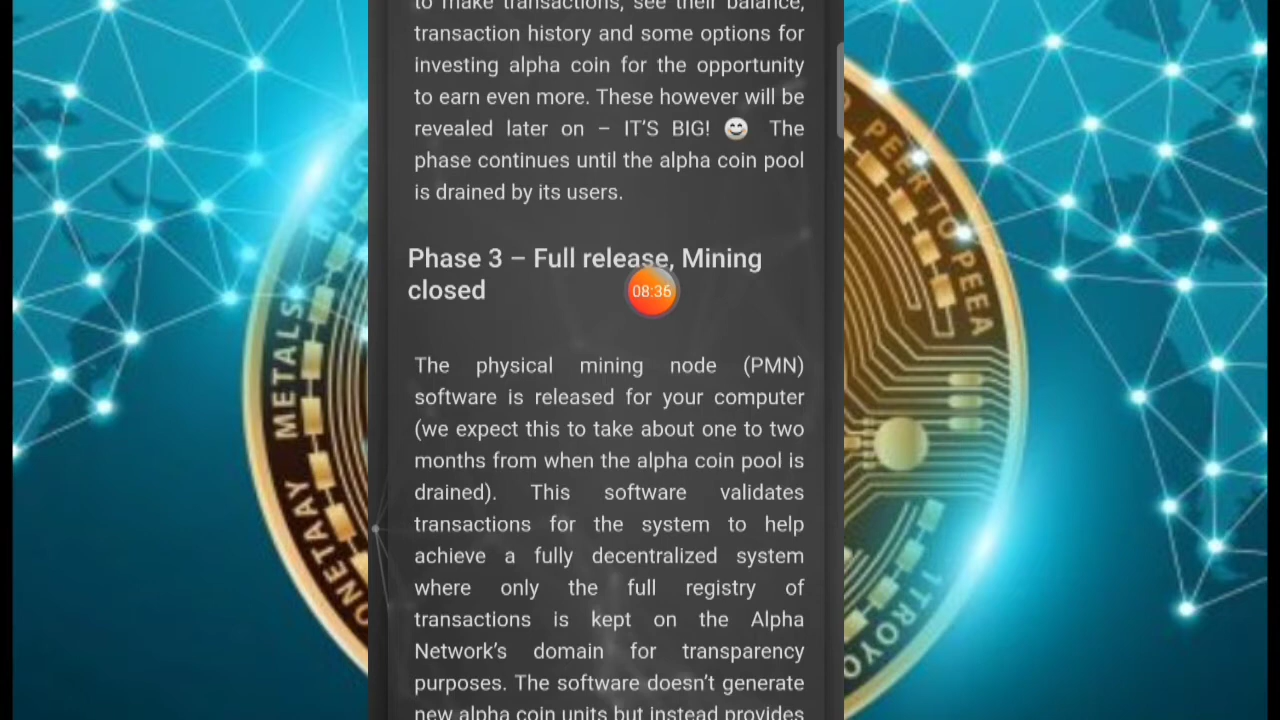 to make transactions, see their balance,
transaction history and some options for
investing alpha coin for the opportunity
to earn even more. These however will be
revealed later on – IT'S BIG! 😊 The
phase continues until the alpha coin pool
is drained by its users.
Phase 3 – Full release, Mining
closed
08:36
The physical mining node (PMN)
software is released for your computer
(we expect this to take about one to two
months from when the alpha coin pool is
drained). This software validates
transactions for the system to help
achieve a fully decentralized system
where only the full registry of
transactions is kept on the Alpha
Network's domain for transparency
purposes. The software doesn't generate
new alpha coin units but instead provides
METALS
PEER TO PEEA